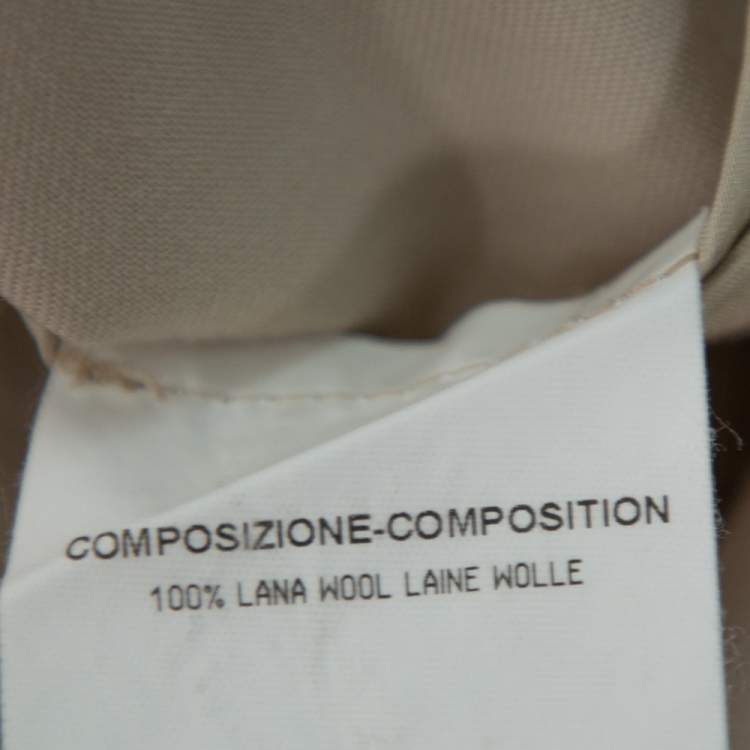 COMPOSIZIONE-COMPOSITION
100% LANA WOOL LAINE WOLLE